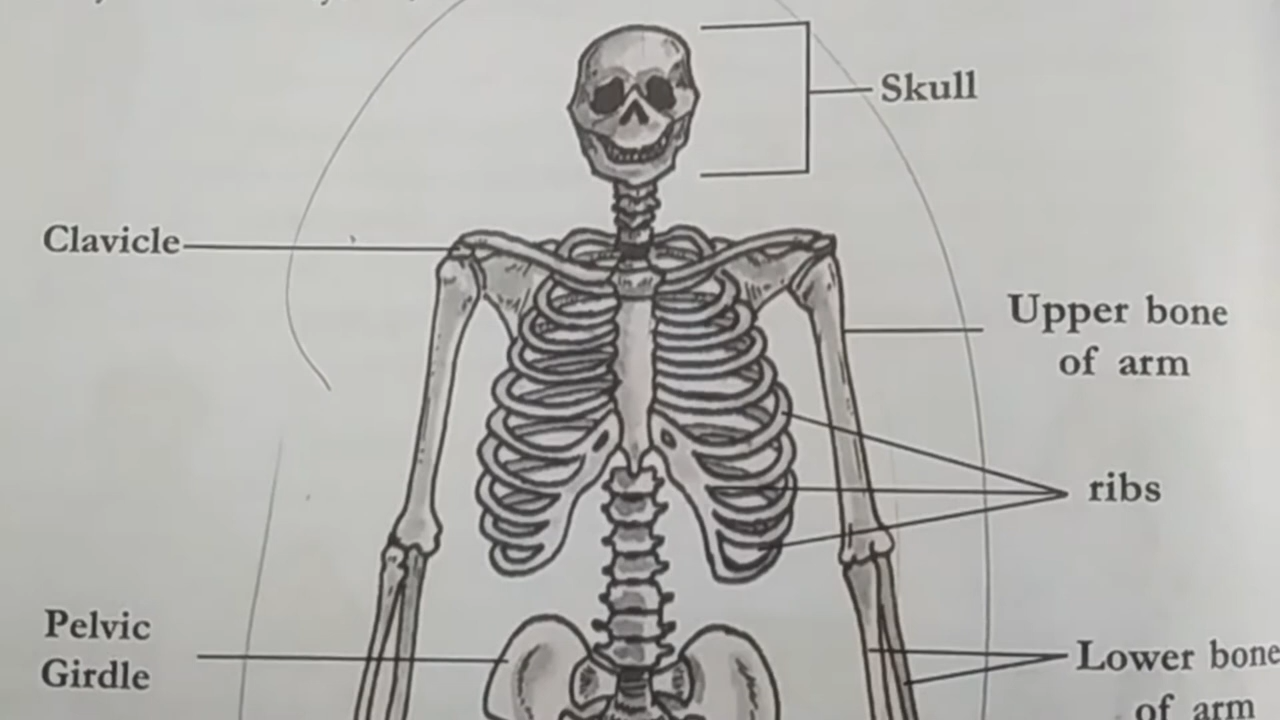 Skull
Clavicle
Upper bone
of arm
ribs
Pelvic
Girdle
Lower bone
of arm